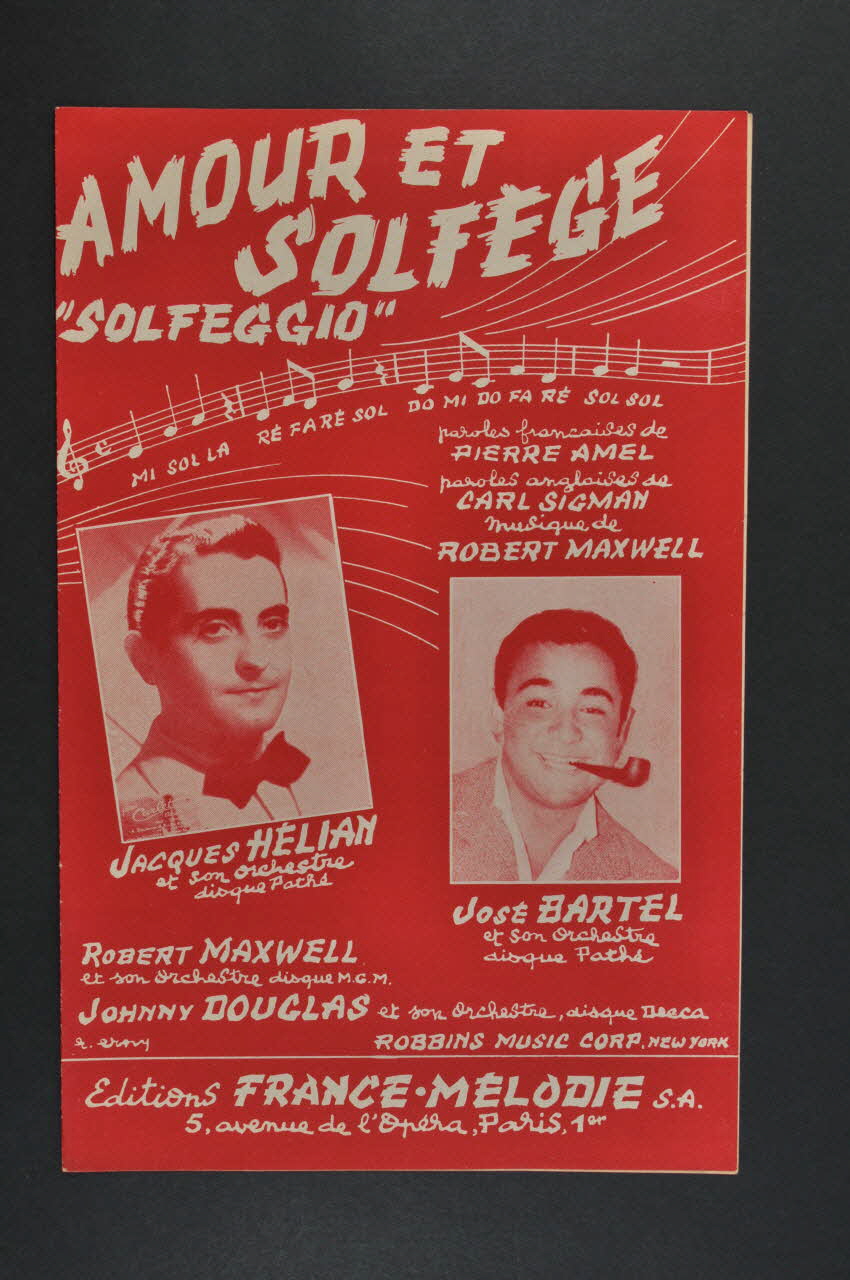 AMOUR ET
SOLFÈGE
"SOLFEGGIO"
MI SOL LA RÉ FA RÉ SOL DO MI DO FA RÉ SOL SOL
paroles françaises de
PIERRE AMEL
paroles anglaises de
CARL SIGMAN
musique de
ROBERT MAXWELL
JACQUES HÉLIAN
et son orchestre
disque Pathé
JOSÉ BARTEL
et son orchestre
disque Pathé
ROBERT MAXWELL
et son orchestre disque M.G.M.
JOHNNY DOUGLAS et son orchestre, disque Decca
ROBBINS MUSIC CORP. NEW YORK
Editions FRANCE·MÉLODIE S.A.
5, avenue de l'Opéra, Paris, 1er